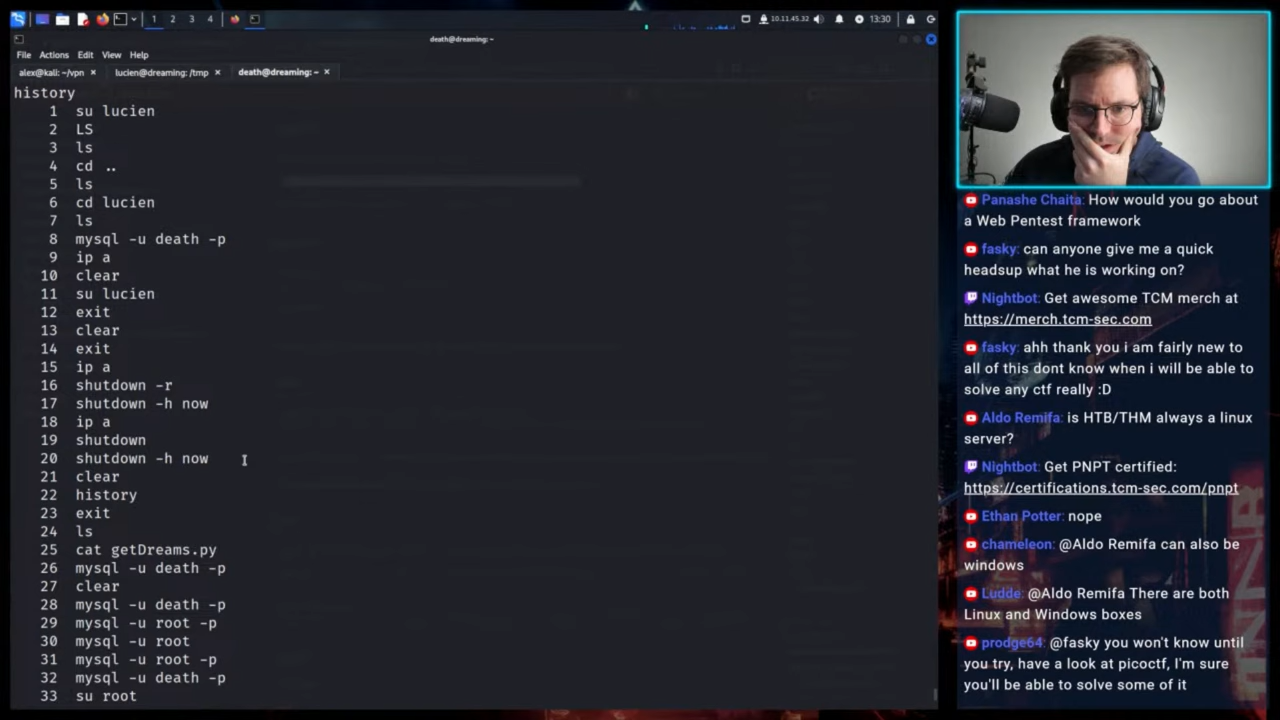 1 2 3 4
10.11.45.32
13:30
death@dreaming: ~
File Actions Edit View Help
alex@kali: ~/vpn × lucien@dreaming: /tmp × death@dreaming: ~ ×
history
1 su lucien
2 LS
3 ls
4 cd ..
5 ls
6 cd lucien
7 ls
8 mysql -u death -p
9 ip a
10 clear
11 su lucien
12 exit
13 clear
14 exit
15 ip a
16 shutdown -r
17 shutdown -h now
18 ip a
19 shutdown
20 shutdown -h now
21 clear
22 history
23 exit
24 ls
25 cat getDreams.py
26 mysql -u death -p
27 clear
28 mysql -u death -p
29 mysql -u root -p
30 mysql -u root
31 mysql -u root -p
32 mysql -u death -p
33 su root
Panashe Chaita: How would you go about
a Web Pentest framework
fasky: can anyone give me a quick
headsup what he is working on?
Nightbot: Get awesome TCM merch at
https://merch.tcm-sec.com
fasky: ahh thank you i am fairly new to
all of this dont know when i will be able to
solve any ctf really :D
Aldo Remifa: is HTB/THM always a linux
server?
Nightbot: Get PNPT certified:
https://certifications.tcm-sec.com/pnpt
Ethan Potter: nope
chameleon: @Aldo Remifa can also be
windows
Ludde: @Aldo Remifa There are both
Linux and Windows boxes
prodge64: @fasky you won't know until
you try, have a look at picoctf, I'm sure
you'll be able to solve some of it